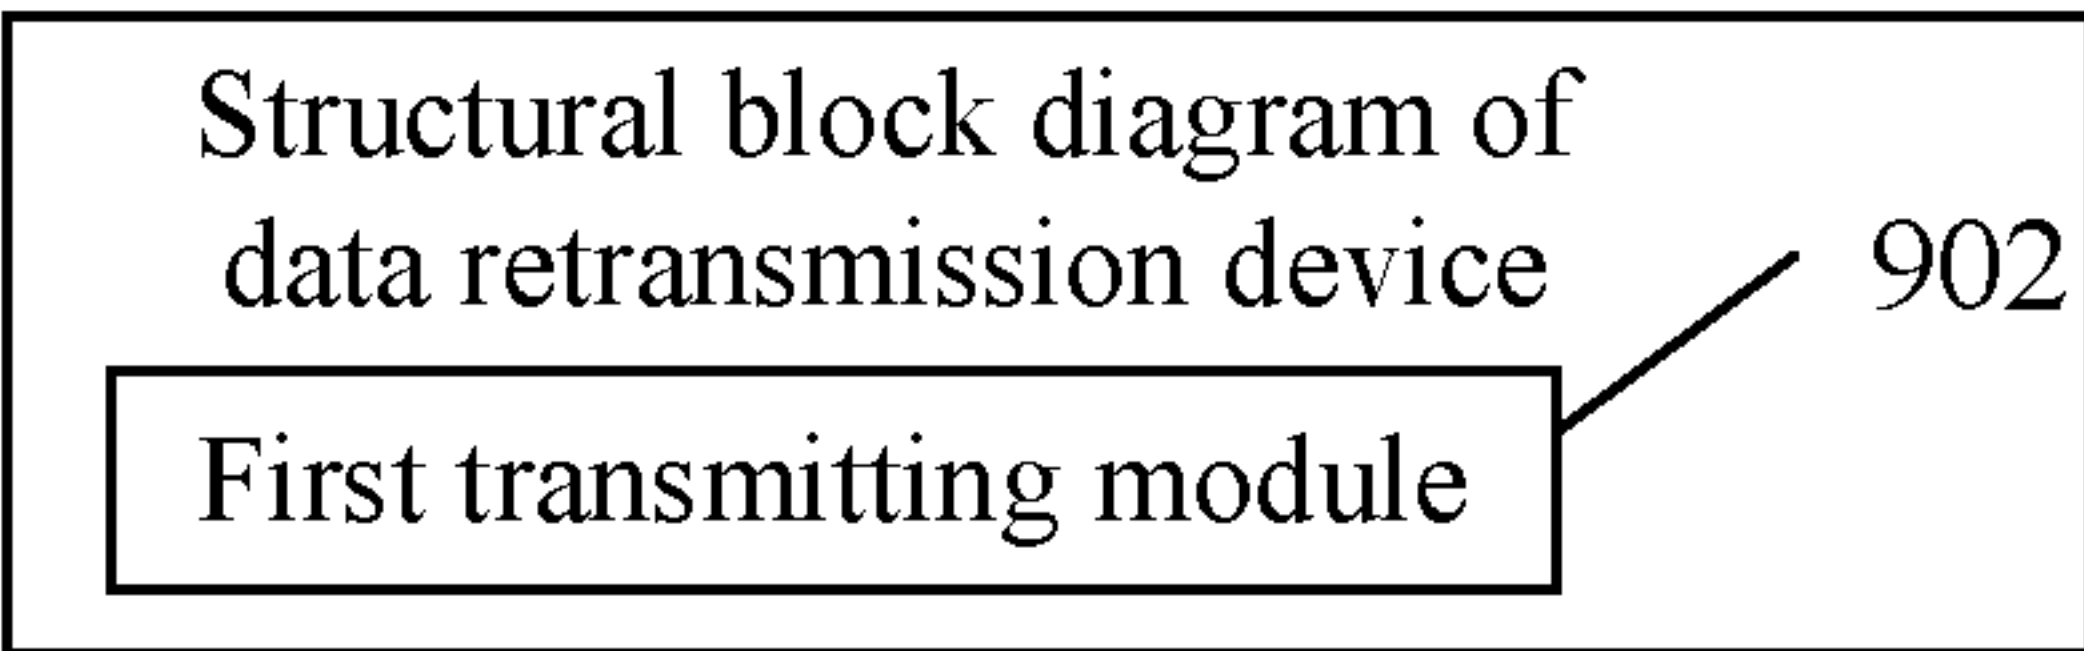 Structural block diagram of
data retransmission device
902
First transmitting module